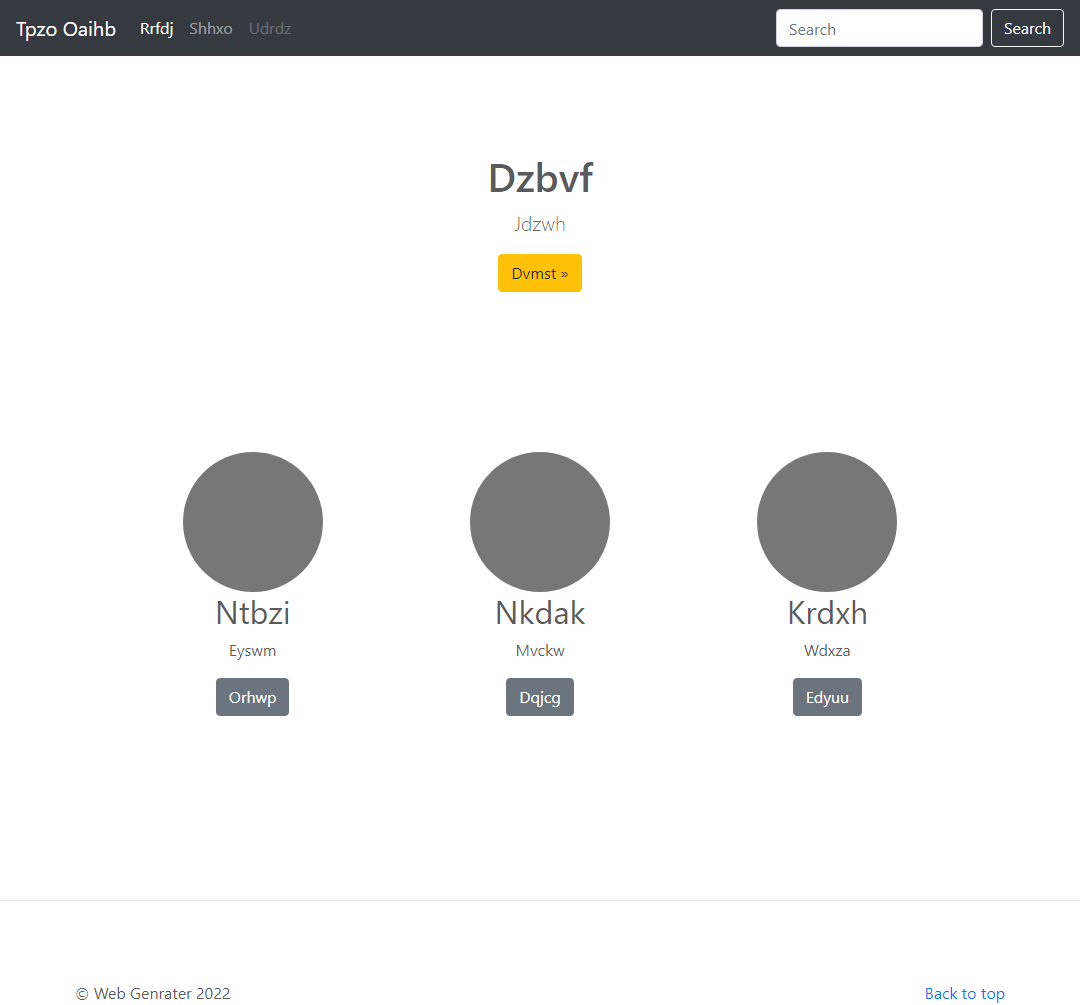 Tpzo Oaihb Rrfdj Shhxo Udrdz Search Search
Dzbvf
Jdzwh
Dvmst »
Ntbzi Nkdak Krdxh
Eyswm Mvckw Wdxza
Orhwp Dqjcg Edyuu
© Web Genrater 2022 Back to top